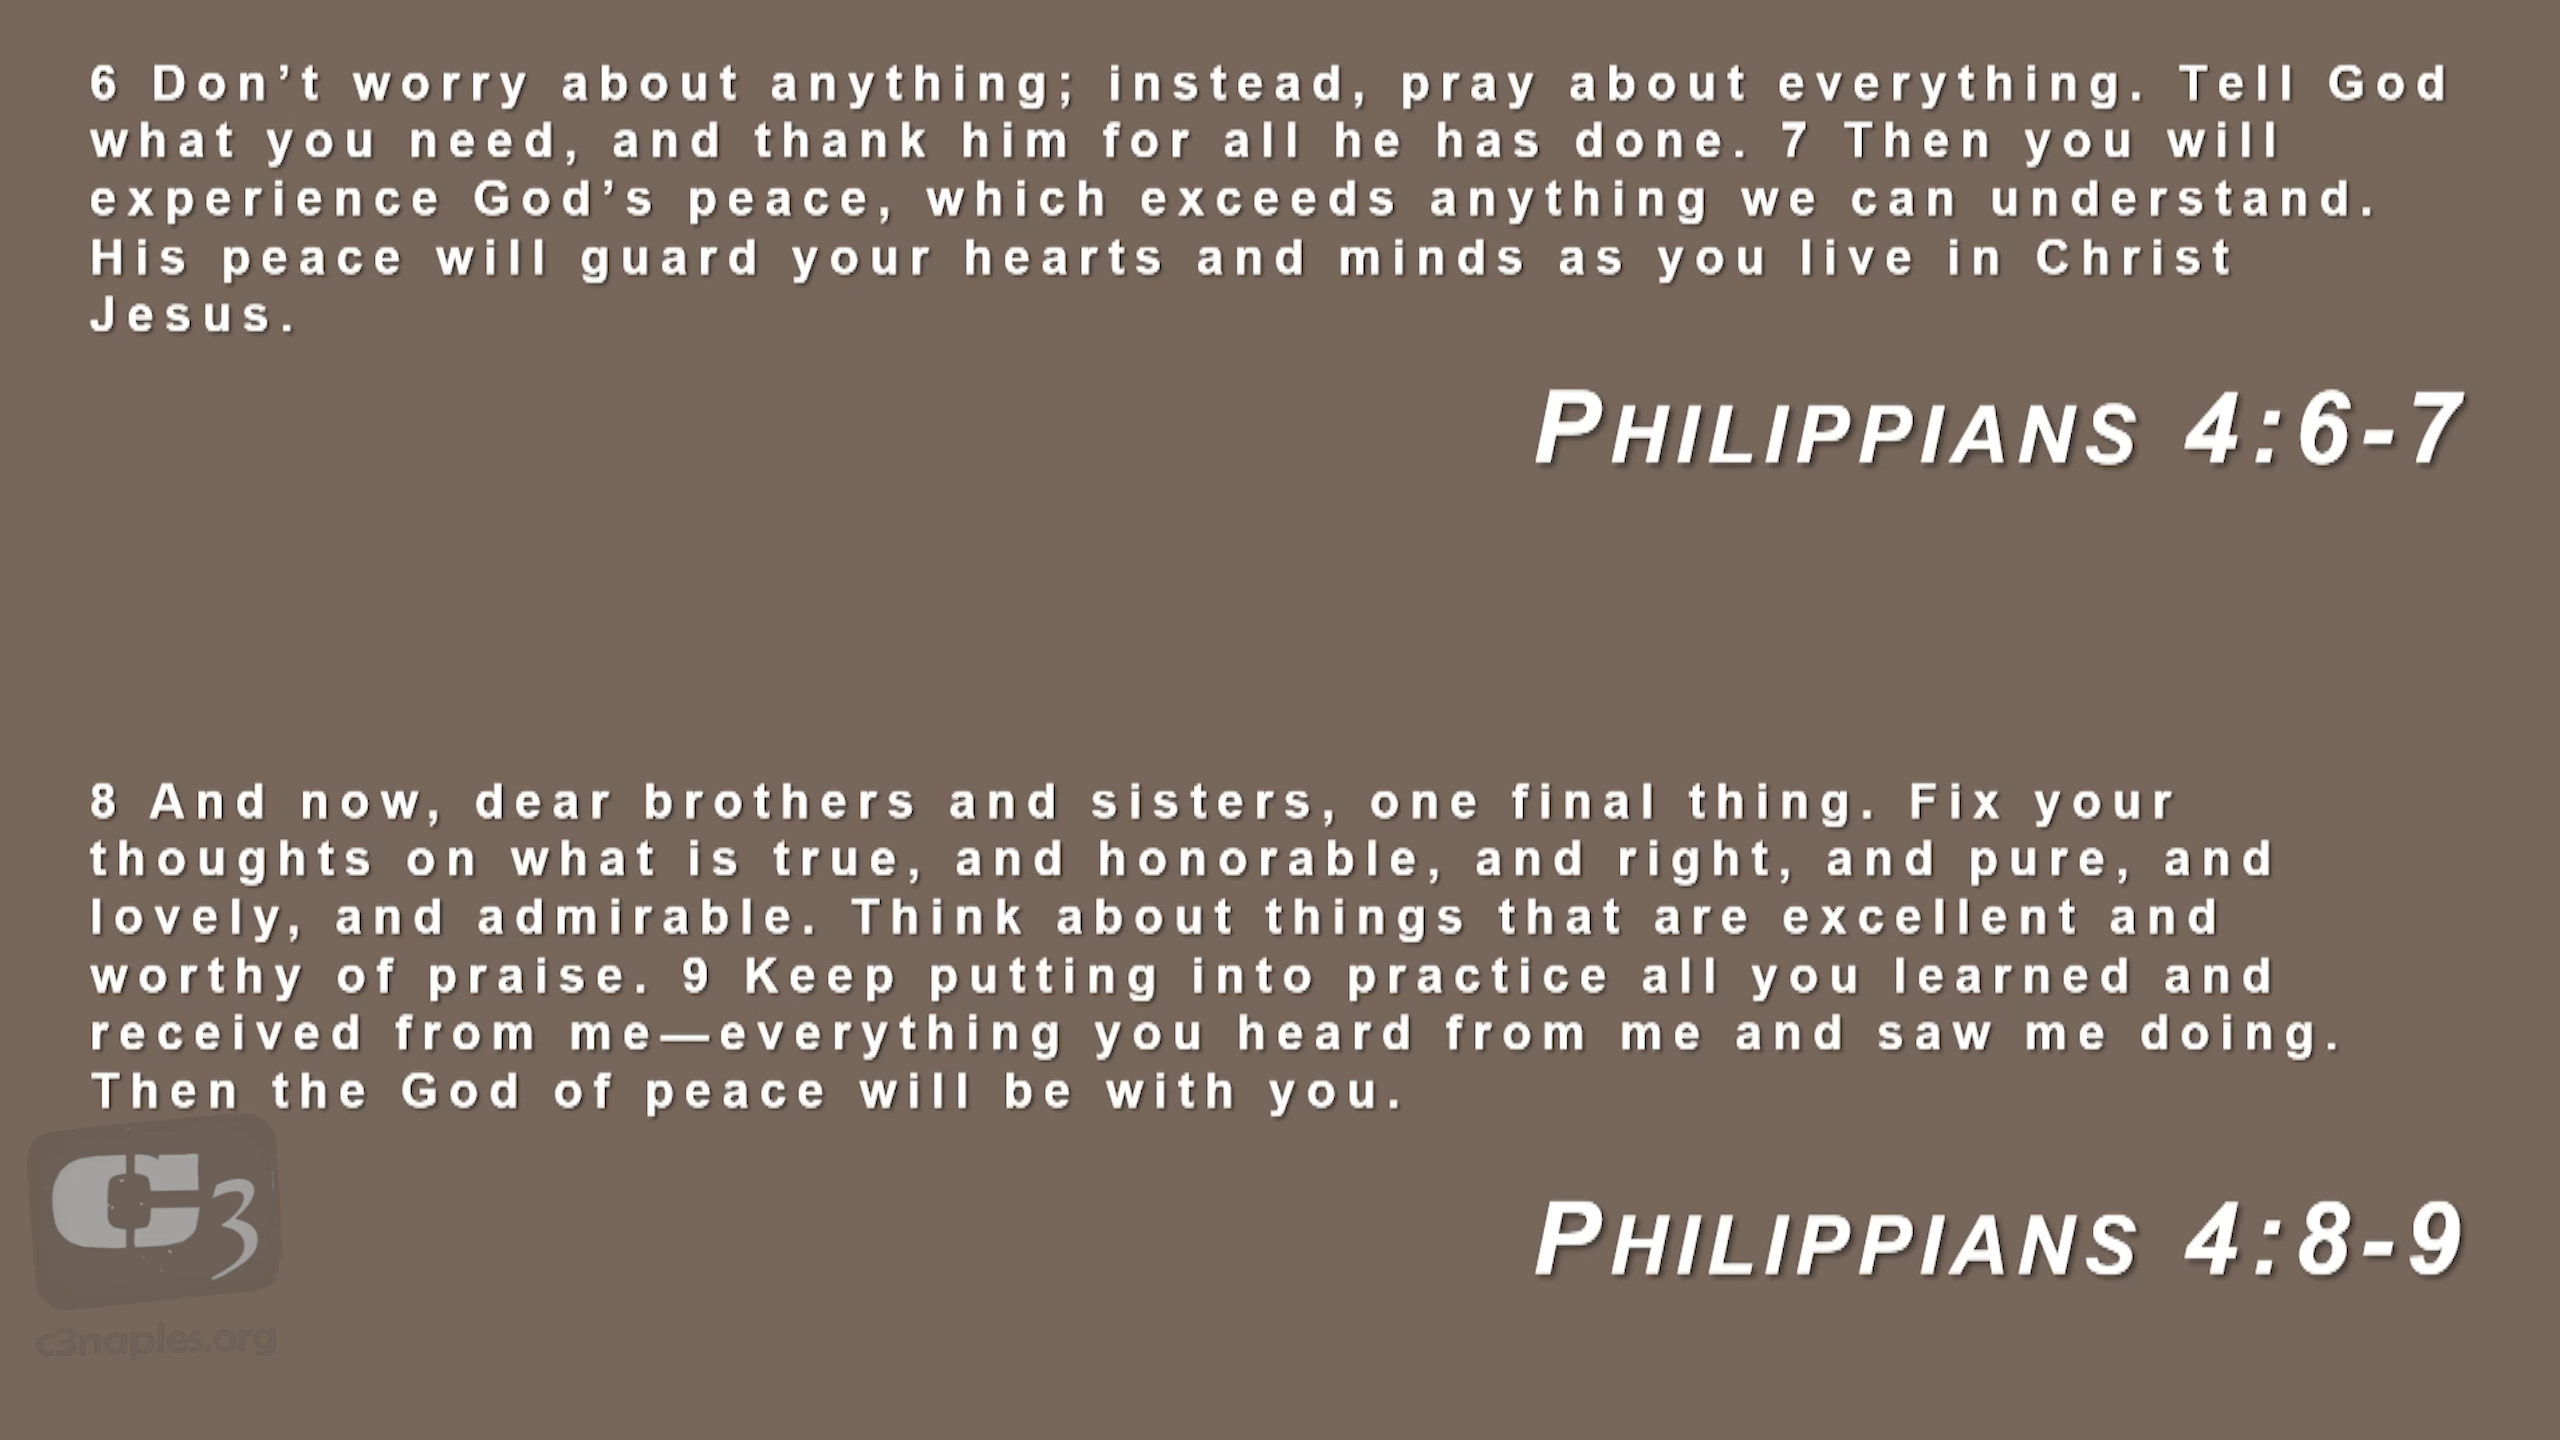 6 Don’t worry about anything; instead, pray about everything. Tell God
what you need, and thank him for all he has done. 7 Then you will
experience God’s peace, which exceeds anything we can understand.
His peace will guard your hearts and minds as you live in Christ
Jesus.
PHILIPPIANS 4:6-7
8 And now, dear brothers and sisters, one final thing. Fix your
thoughts on what is true, and honorable, and right, and pure, and
lovely, and admirable. Think about things that are excellent and
worthy of praise. 9 Keep putting into practice all you learned and
received from me—everything you heard from me and saw me doing.
Then the God of peace will be with you.
C3
c3naples.org
PHILIPPIANS 4:8-9